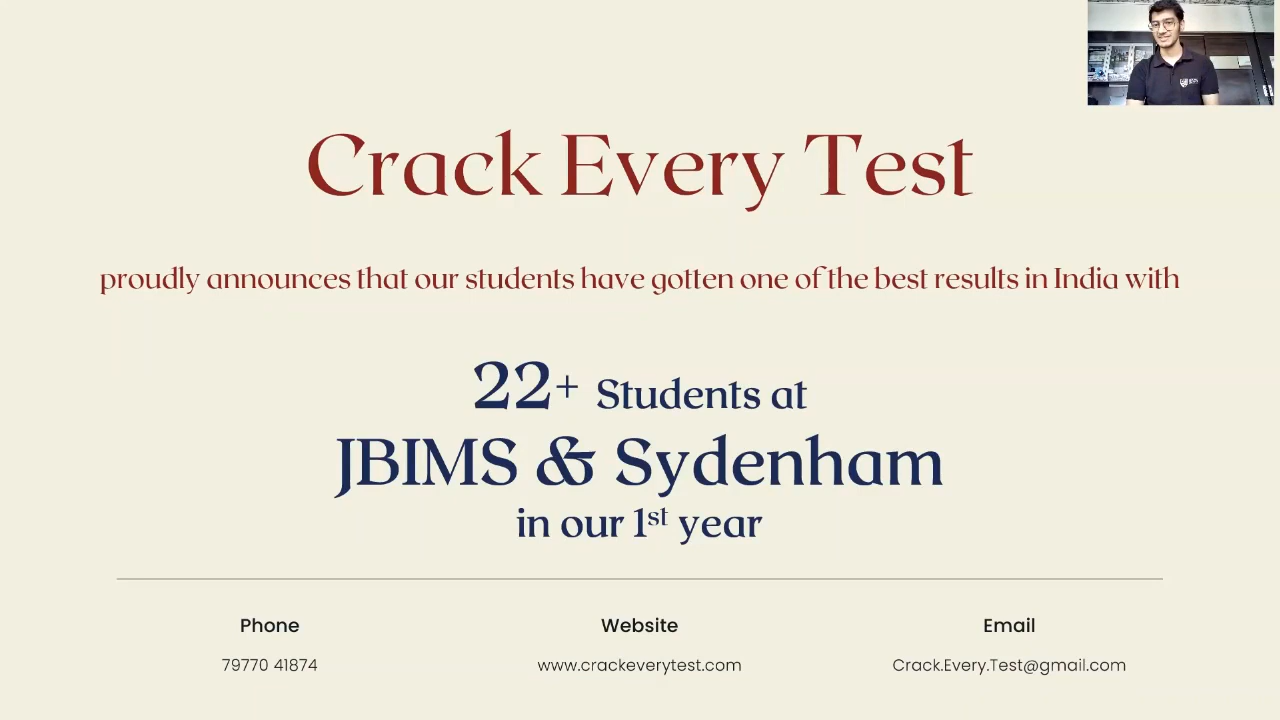 Crack Every Test
proudly announces that our students have gotten one of the best results in India with
22+ Students at
JBIMS & Sydenham
in our 1st year
Phone
Website
Email
79770 41874
www.crackeverytest.com
Crack.Every.Test@gmail.com